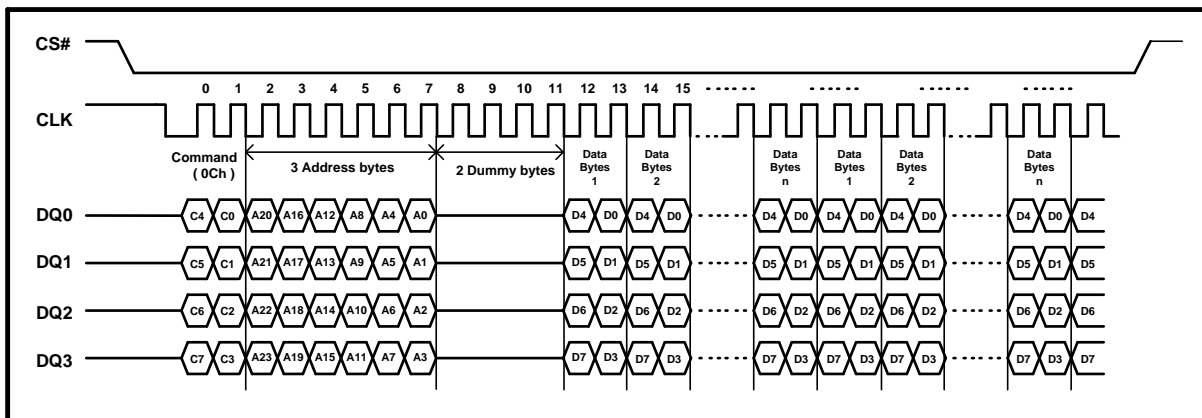 CS#
0 1 2 3 4 5 6 7 8 9 10 11 12 13 14 15
CLK
Command
( 0Ch )
3 Address bytes
2 Dummy bytes
Data
Bytes
1
Data
Bytes
2
Data
Bytes
n
Data
Bytes
1
Data
Bytes
2
Data
Bytes
n
DQ0 C4 C0 A20 A16 A12 A8 A4 A0 D4 D0 D4 D0 D4 D0 D4 D0 D4 D0 D4 D0 D4
DQ1 C5 C1 A21 A17 A13 A9 A5 A1 D5 D1 D5 D1 D5 D1 D5 D1 D5 D1 D5 D1 D5
DQ2 C6 C2 A22 A18 A14 A10 A6 A2 D6 D2 D6 D2 D6 D2 D6 D2 D6 D2 D6 D2 D6
DQ3 C7 C3 A23 A19 A15 A11 A7 A3 D7 D3 D7 D3 D7 D3 D7 D3 D7 D3 D7 D3 D7